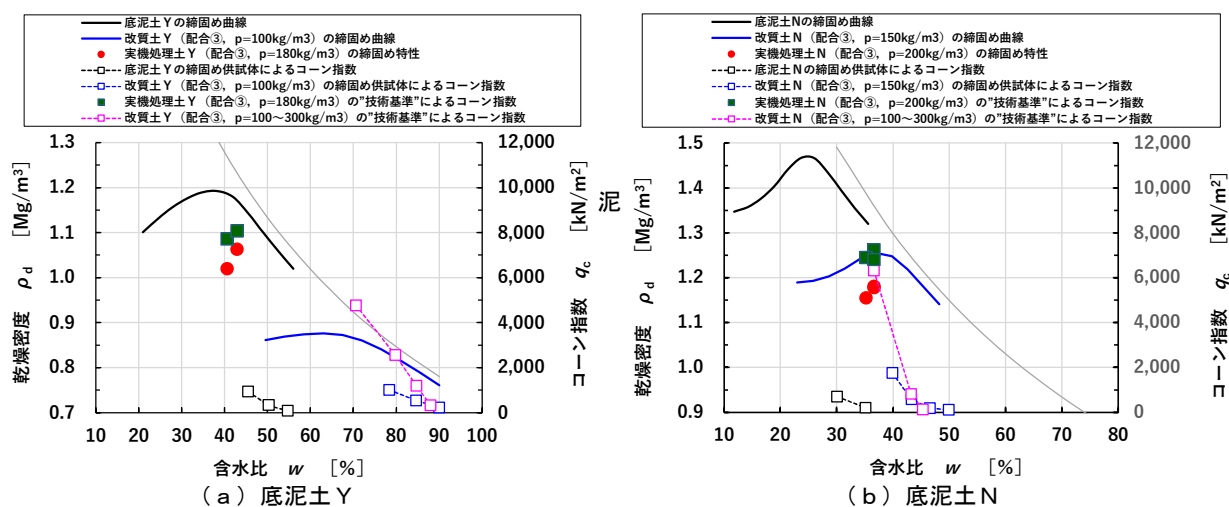 底泥土Ｙの締固め曲線
改質土Ｙ（配合③，p=100kg/m3）の締固め曲線
実機処理土Ｙ（配合③，p=180kg/m3）の締固め特性
底泥土Ｙの締固め供試体によるコーン指数
改質土Ｙ（配合③，p=100kg/m3）の締固め供試体によるコーン指数
実機処理土Ｙ（配合③，p=180kg/m3）の”技術基準”によるコーン指数
改質土Ｙ（配合③，p=100～300kg/m3）の”技術基準”によるコーン指数
1.3
1.2
1.1
1.0
0.9
0.8
0.7
乾燥密度　ρd　［Mg/m³］
12,000
10,000
8,000
6,000
4,000
2,000
0
コーン指数　qc　［kN/m²］
10 20 30 40 50 60 70 80 90 100
含水比　w　［%］
（ａ）底泥土Ｙ
泥
底泥土Nの締固め曲線
改質土N（配合③，p=150kg/m3）の締固め曲線
実機処理土N（配合③，p=200kg/m3）の締固め特性
底泥土Nの締固め供試体によるコーン指数
改質土N（配合③，p=150kg/m3）の締固め供試体によるコーン指数
実機処理土N（配合③，p=200kg/m3）の”技術基準”によるコーン指数
改質土N（配合③，p=100～300kg/m3）の”技術基準”によるコーン指数
1.5
1.4
1.3
1.2
1.1
1.0
0.9
乾燥密度　ρd　［Mg/m³］
12,000
10,000
8,000
6,000
4,000
2,000
0
コーン指数　qc　［kN/m²］
10 20 30 40 50 60 70 80
含水比　w　［%］
（ｂ）底泥土Ｎ